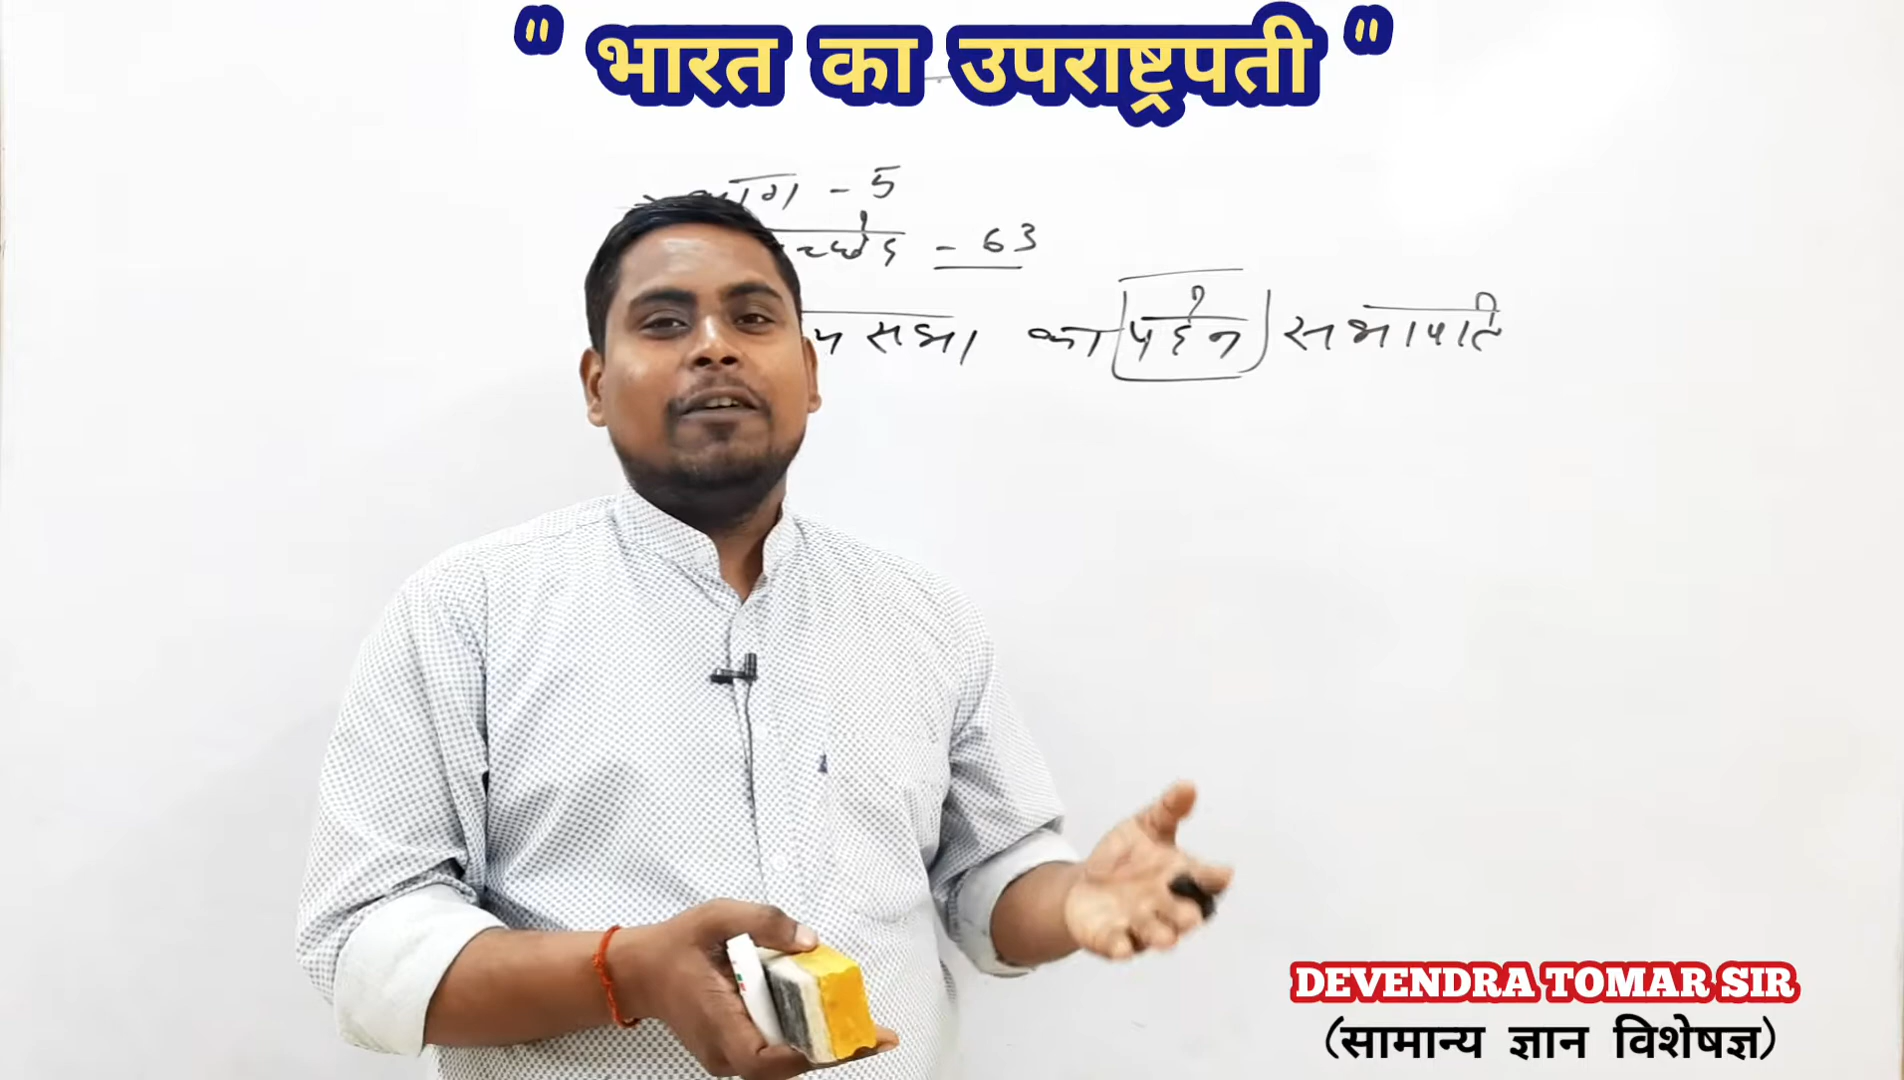 " भारत का उपराष्ट्रपती "
भाग - 5
च्छेद - 63
य सभा का पदेन सभापति
DEVENDRA TOMAR SIR
(सामान्य ज्ञान विशेषज्ञ)